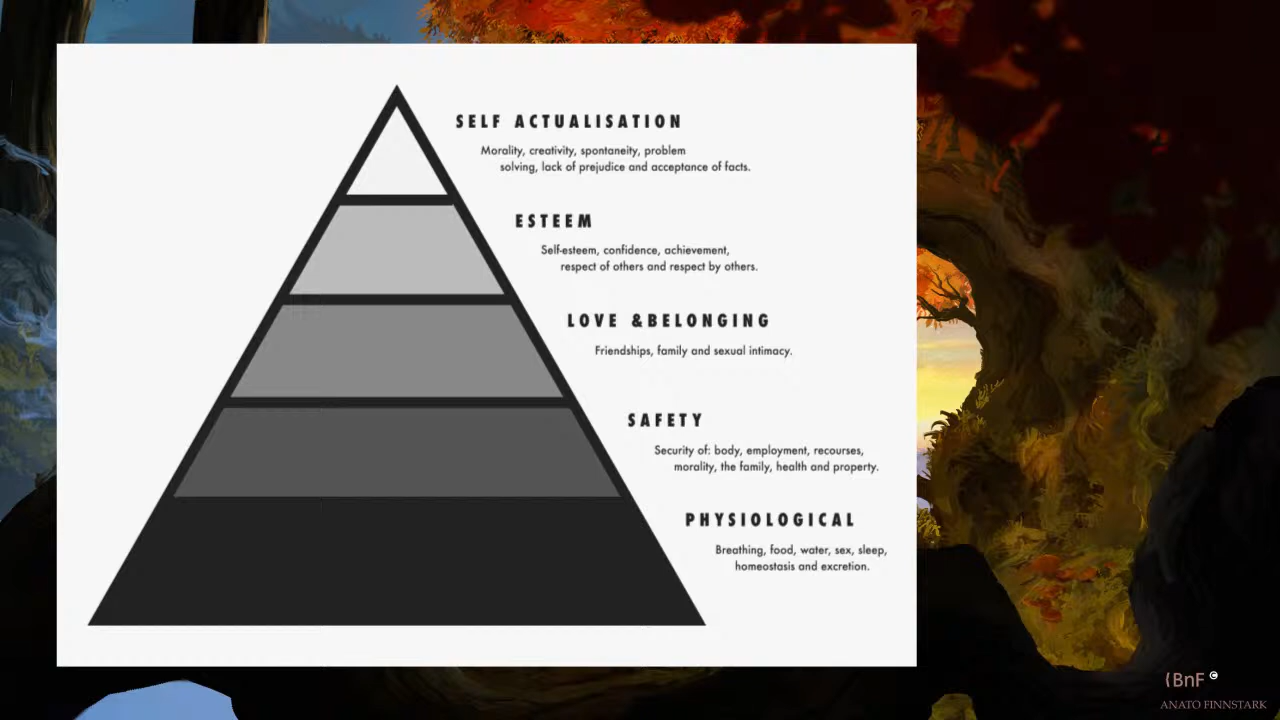 SELF ACTUALISATION
Morality, creativity, spontaneity, problem
solving, lack of prejudice and acceptance of facts.
ESTEEM
Self-esteem, confidence, achievement,
respect of others and respect by others.
LOVE &BELONGING
Friendships, family and sexual intimacy.
SAFETY
Security of: body, employment, recourses,
morality, the family, health and property.
PHYSIOLOGICAL
Breathing, food, water, sex, sleep,
homeostasis and excretion.
(BnF ©
ANATO FINNSTARK